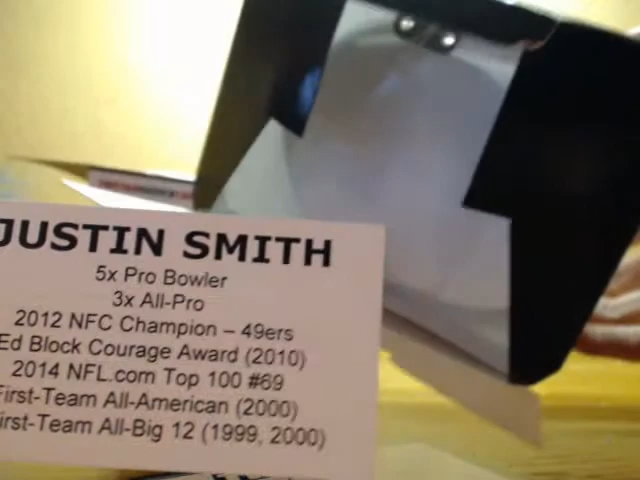 JUSTIN SMITH
5x Pro Bowler
3x All-Pro
2012 NFC Champion – 49ers
Ed Block Courage Award (2010)
2014 NFL.com Top 100 #69
First-Team All-American (2000)
irst-Team All-Big 12 (1999, 2000)